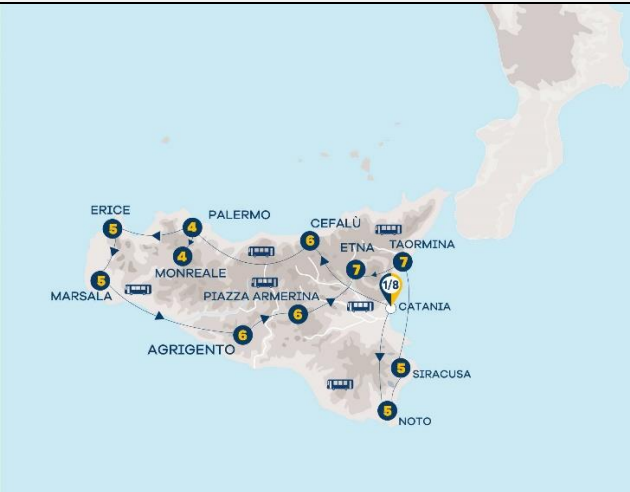 ERICE
5
4
PALERMO
CEFALÙ
6
ETNA
TAORMINA
7
7
4
MONREALE
5
MARSALA
PIAZZA ARMERINA
6
1/8
CATANIA
6
AGRIGENTO
5
SIRACUSA
5
NOTO